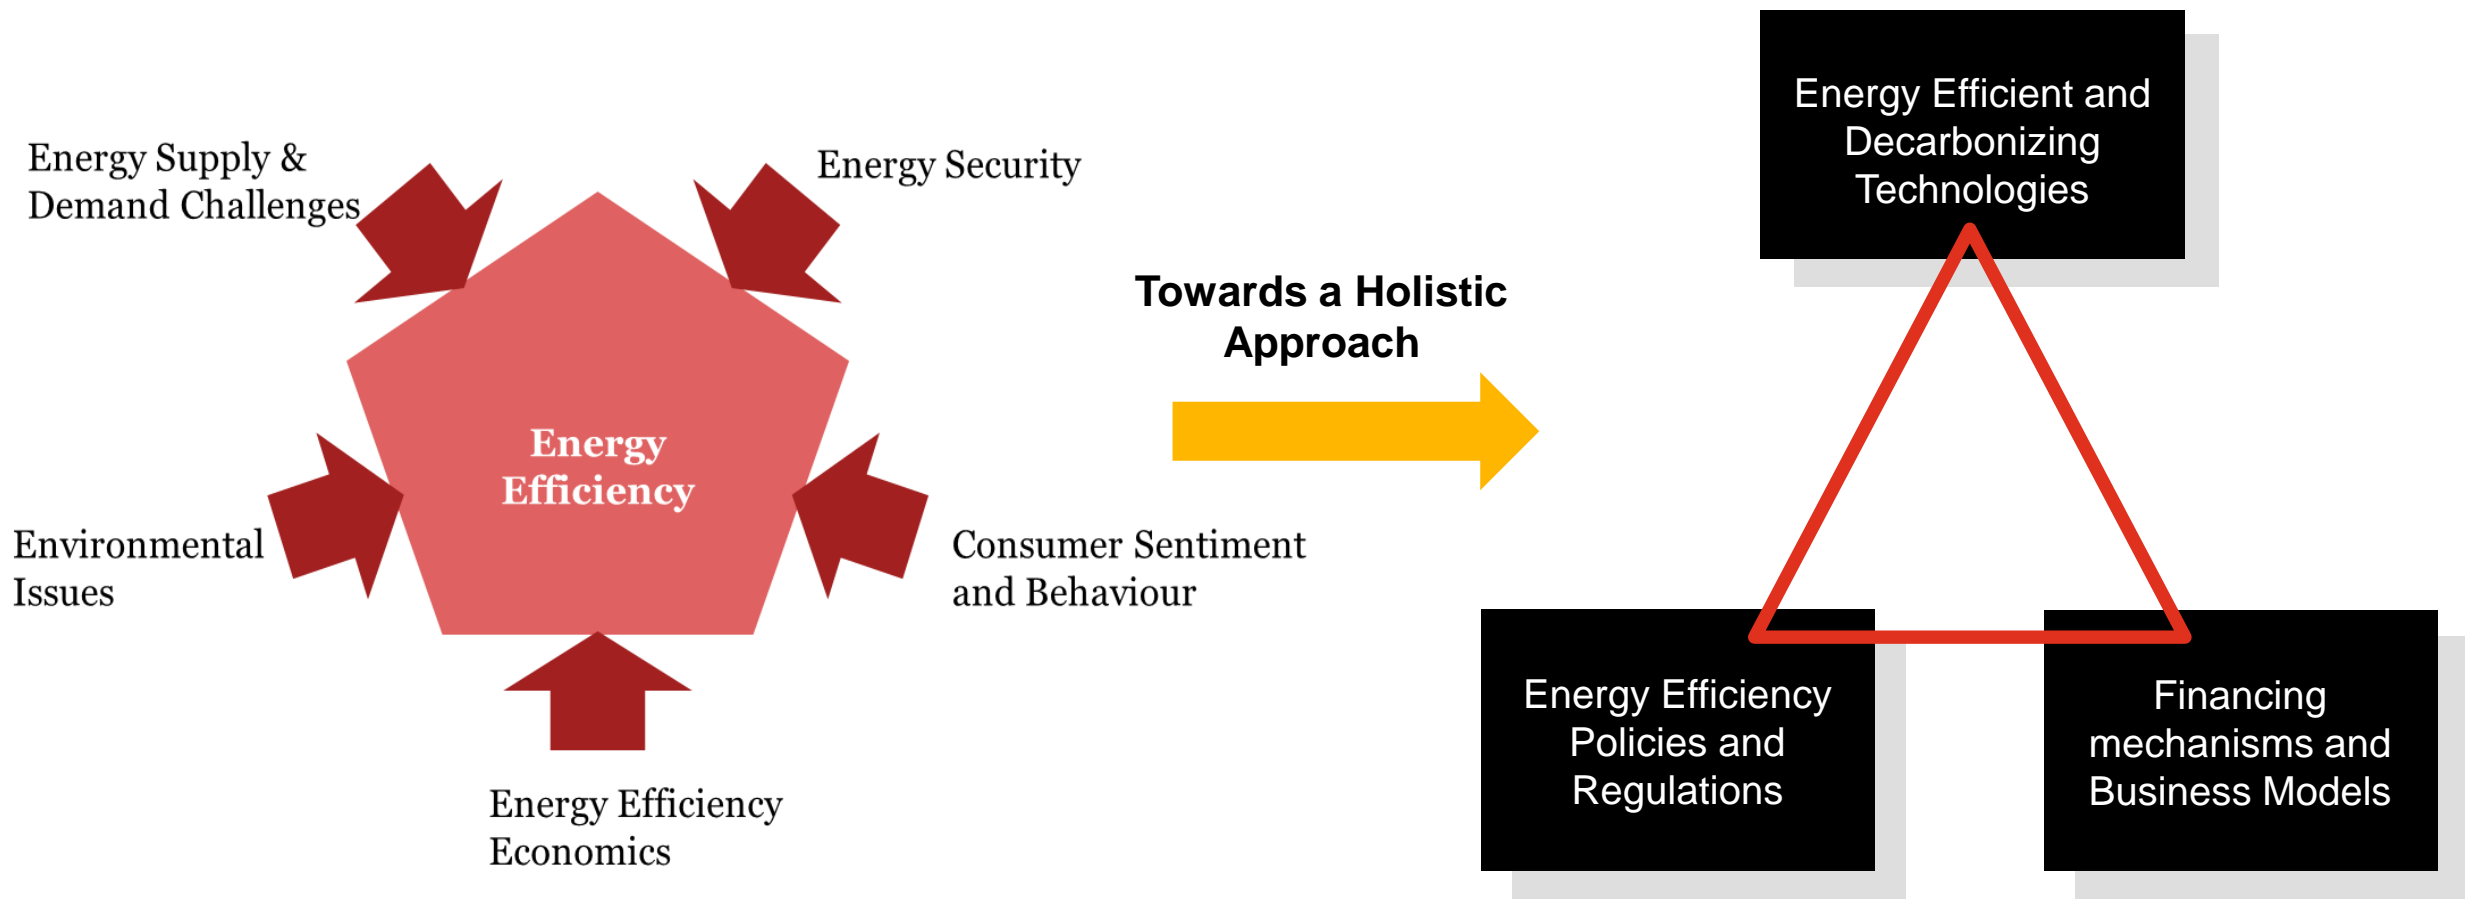 Energy Supply &
Demand Challenges
Energy Security
Energy
Efficiency
Environmental
Issues
Consumer Sentiment
and Behaviour
Energy Efficiency
Economics
Towards a Holistic
Approach
Energy Efficient and
Decarbonizing
Technologies
Energy Efficiency
Policies and
Regulations
Financing
mechanisms and
Business Models